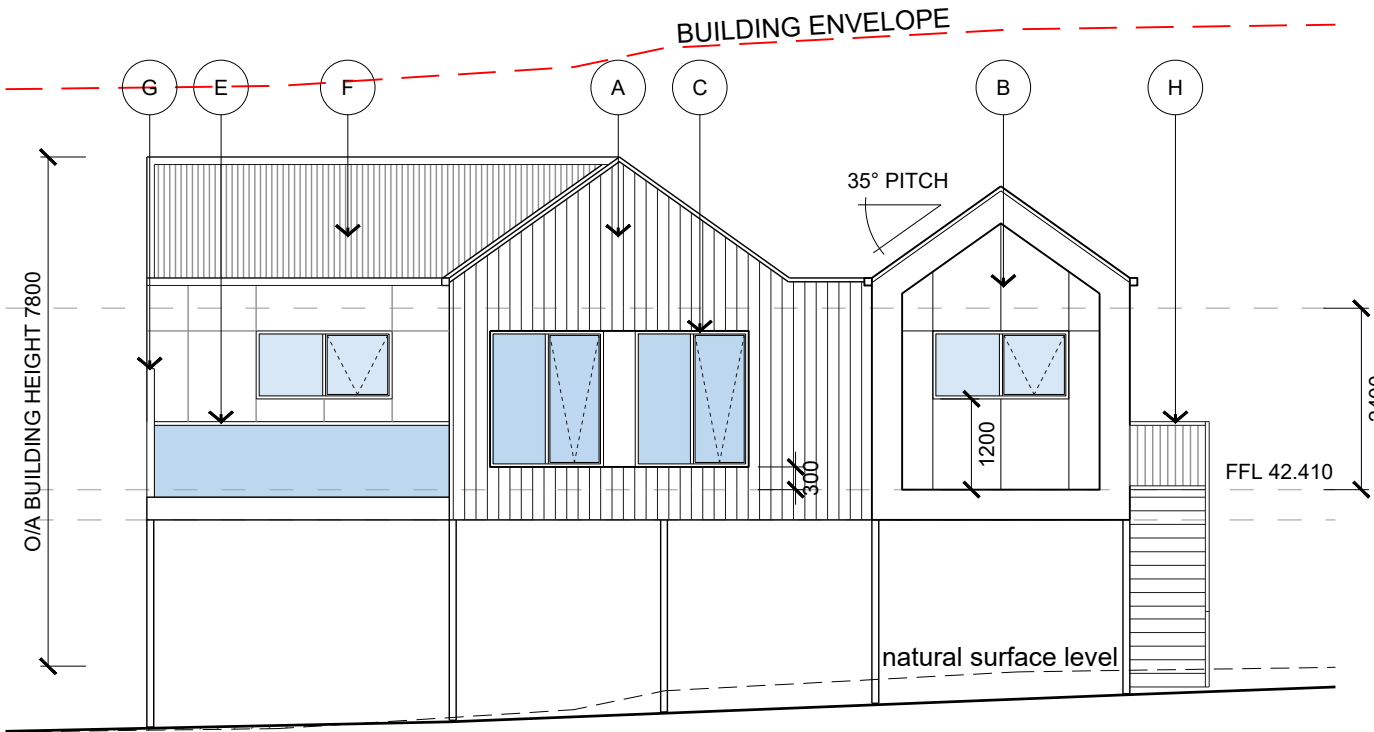 BUILDING ENVELOPE
G E F A C B H
35° PITCH
O/A BUILDING HEIGHT 7800
1200
300
FFL 42.410
natural surface level